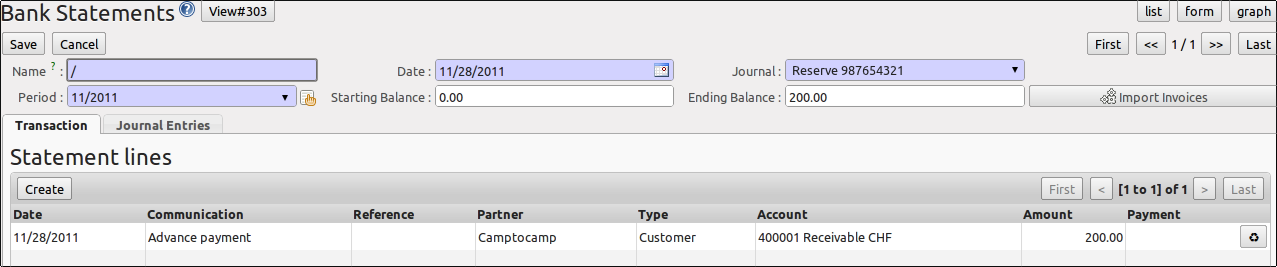 Bank Statements ? View#303 list form graph
Save Cancel First << 1 / 1 >> Last
Name ? : / Date : 11/28/2011 Journal : Reserve 987654321
Period : 11/2011 Starting Balance : 0.00 Ending Balance : 200.00 Import Invoices
Transaction Journal Entries
Statement lines
Create First < [1 to 1] of 1 > Last
Date Communication Reference Partner Type Account Amount Payment
11/28/2011 Advance payment Camptocamp Customer 400001 Receivable CHF 200.00